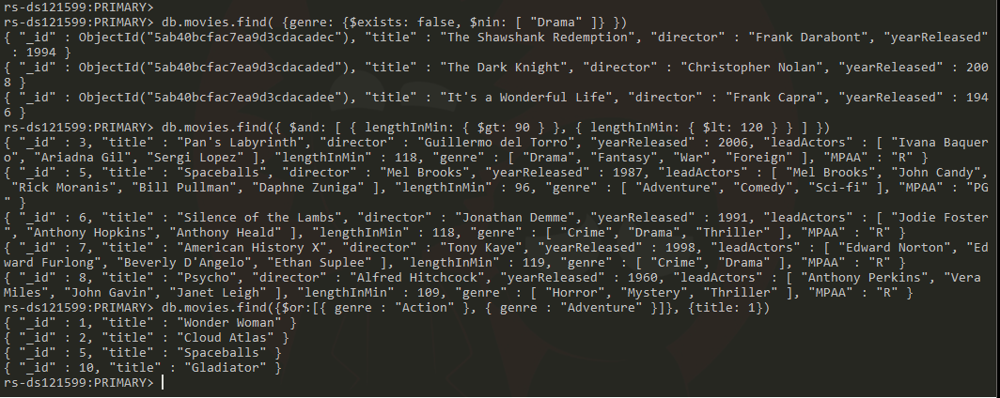 rs-ds121599:PRIMARY>
rs-ds121599:PRIMARY> db.movies.find( {genre: {$exists: false, $nin: [ "Drama" ]} })
{ "_id" : ObjectId("5ab40bcfac7ea9d3cdacadec"), "title" : "The Shawshank Redemption", "director" : "Frank Darabont", "yearReleased"
 : 1994 }
{ "_id" : ObjectId("5ab40bcfac7ea9d3cdacaded"), "title" : "The Dark Knight", "director" : "Christopher Nolan", "yearReleased" : 200
8 }
{ "_id" : ObjectId("5ab40bcfac7ea9d3cdacadee"), "title" : "It's a Wonderful Life", "director" : "Frank Capra", "yearReleased" : 194
6 }
rs-ds121599:PRIMARY> db.movies.find({ $and: [ { lengthInMin: { $gt: 90 } }, { lengthInMin: { $lt: 120 } } ] })
{ "_id" : 3, "title" : "Pan's Labyrinth", "director" : "Guillermo del Torro", "yearReleased" : 2006, "leadActors" : [ "Ivana Baquer
o", "Ariadna Gil", "Sergi Lopez" ], "lengthInMin" : 118, "genre" : [ "Drama", "Fantasy", "War", "Foreign" ], "MPAA" : "R" }
{ "_id" : 5, "title" : "Spaceballs", "director" : "Mel Brooks", "yearReleased" : 1987, "leadActors" : [ "Mel Brooks", "John Candy",
 "Rick Moranis", "Bill Pullman", "Daphne Zuniga" ], "lengthInMin" : 96, "genre" : [ "Adventure", "Comedy", "Sci-fi" ], "MPAA" : "PG
" }
{ "_id" : 6, "title" : "Silence of the Lambs", "director" : "Jonathan Demme", "yearReleased" : 1991, "leadActors" : [ "Jodie Foster
", "Anthony Hopkins", "Anthony Heald" ], "lengthInMin" : 118, "genre" : [ "Crime", "Drama", "Thriller" ], "MPAA" : "R" }
{ "_id" : 7, "title" : "American History X", "director" : "Tony Kaye", "yearReleased" : 1998, "leadActors" : [ "Edward Norton", "Ed
ward Furlong", "Beverly D'Angelo", "Ethan Suplee" ], "lengthInMin" : 119, "genre" : [ "Crime", "Drama" ], "MPAA" : "R" }
{ "_id" : 8, "title" : "Psycho", "director" : "Alfred Hitchcock", "yearReleased" : 1960, "leadActors" : [ "Anthony Perkins", "Vera 
Miles", "John Gavin", "Janet Leigh" ], "lengthInMin" : 109, "genre" : [ "Horror", "Mystery", "Thriller" ], "MPAA" : "R" }
rs-ds121599:PRIMARY> db.movies.find({$or:[{ genre : "Action" }, { genre : "Adventure" }]}, {title: 1})
{ "_id" : 1, "title" : "Wonder Woman" }
{ "_id" : 2, "title" : "Cloud Atlas" }
{ "_id" : 5, "title" : "Spaceballs" }
{ "_id" : 10, "title" : "Gladiator" }
rs-ds121599:PRIMARY>